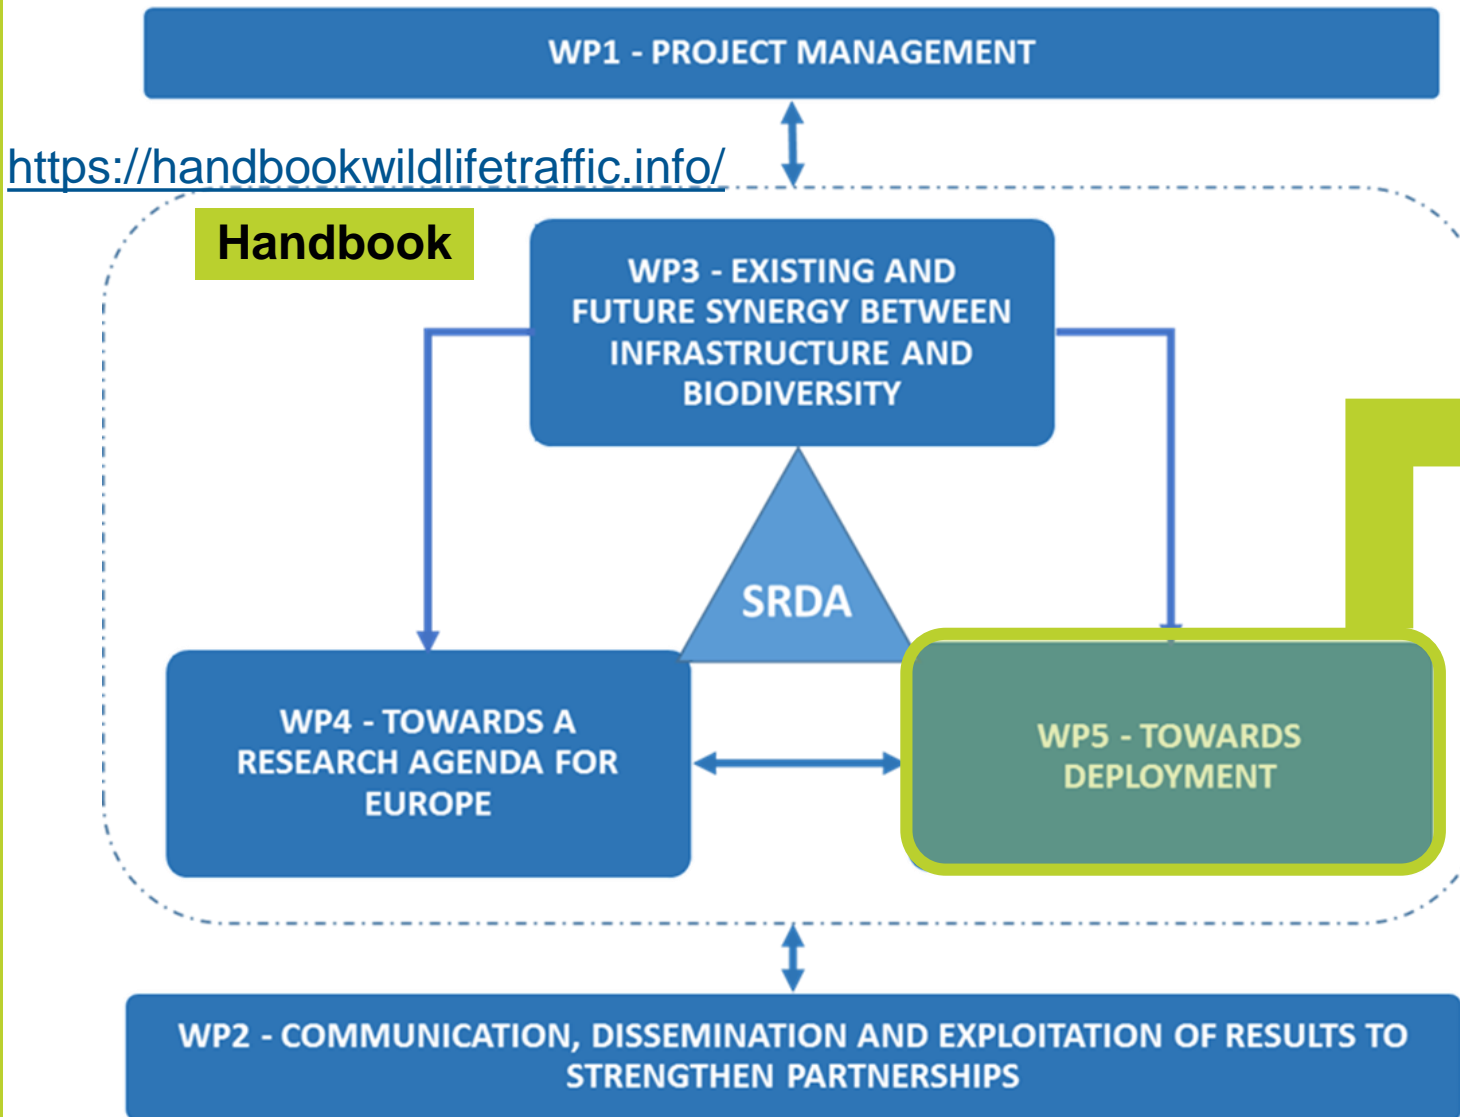 WP1 - PROJECT MANAGEMENT
https://handbookwildlifetraffic.info/
Handbook
WP3 - EXISTING AND
FUTURE SYNERGY BETWEEN
INFRASTRUCTURE AND
BIODIVERSITY
SRDA
WP4 - TOWARDS A
RESEARCH AGENDA FOR
EUROPE
WP5 - TOWARDS
DEPLOYMENT
WP2 - COMMUNICATION, DISSEMINATION AND EXPLOITATION OF RESULTS TO
STRENGTHEN PARTNERSHIPS